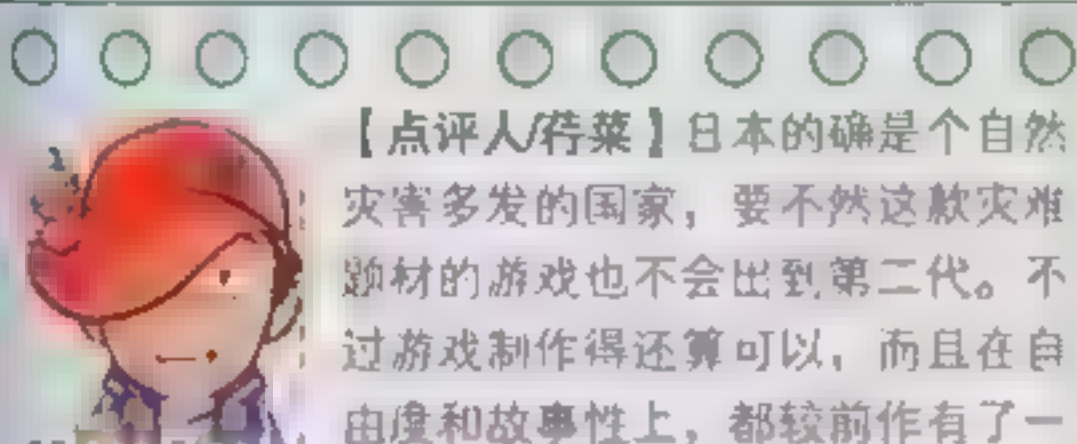 【点评人/荇菜】日本的确是个自然
灾害多发的国家，要不然这款灾难
题材的游戏也不会出到第二代。不
过游戏制作得还算可以，而且在自
由度和故事性上，都较前作有了一